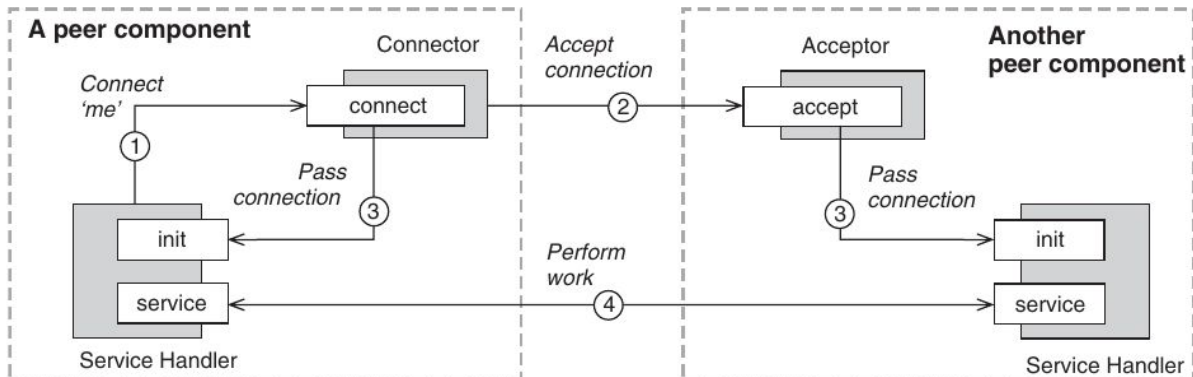 A peer component
Connector
Accept
connection
Acceptor
Another
peer component
Connect
‘me’
connect
2
accept
1
Pass
connection
3
Pass
connection
3
init
init
Perform
work
service
4
service
Service Handler
Service Handler